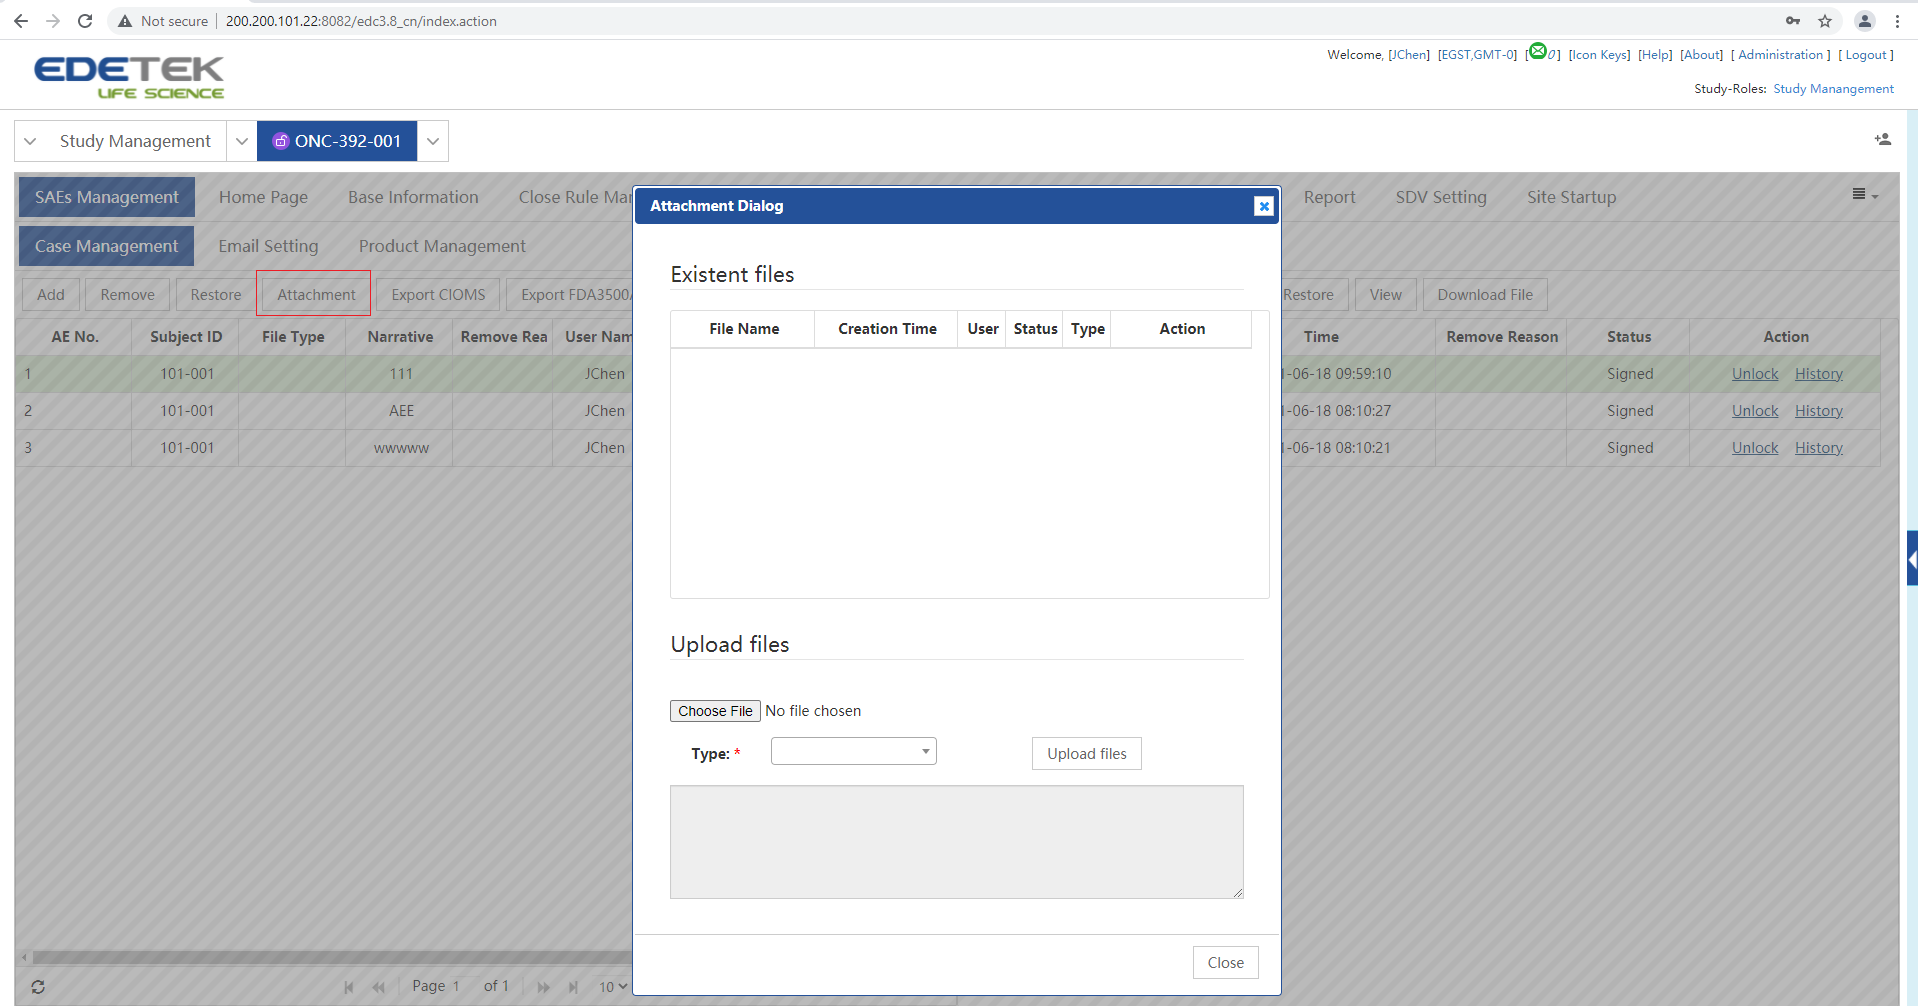 Not secure | 200.200.101.22:8082/edc3.8_cn/index.action
EDETEK
LIFE SCIENCE
Welcome, [JChen] [EGST,GMT-0] [ 0 ] [Icon Keys] [Help] [About] [ Administration ] [ Logout ]
Study-Roles: Study Manangement
Study Management ONC-392-001
SAEs Management Home Page Base Information Close Rule Mar Report SDV Setting Site Startup
Case Management Email Setting Product Management
Add Remove Restore Attachment Export CIOMS Export FDA3500A Restore View Download File
AE No. Subject ID File Type Narrative Remove Rea User Nam Time Remove Reason Status Action
1 101-001 111 JChen 1-06-18 09:59:10 Signed Unlock History
2 101-001 AEE JChen 1-06-18 08:10:27 Signed Unlock History
3 101-001 wwwww JChen 1-06-18 08:10:21 Signed Unlock History
Attachment Dialog
Existent files
File Name Creation Time User Status Type Action
Upload files
Choose File No file chosen
Type: * Upload files
Close
Page 1 of 1 10